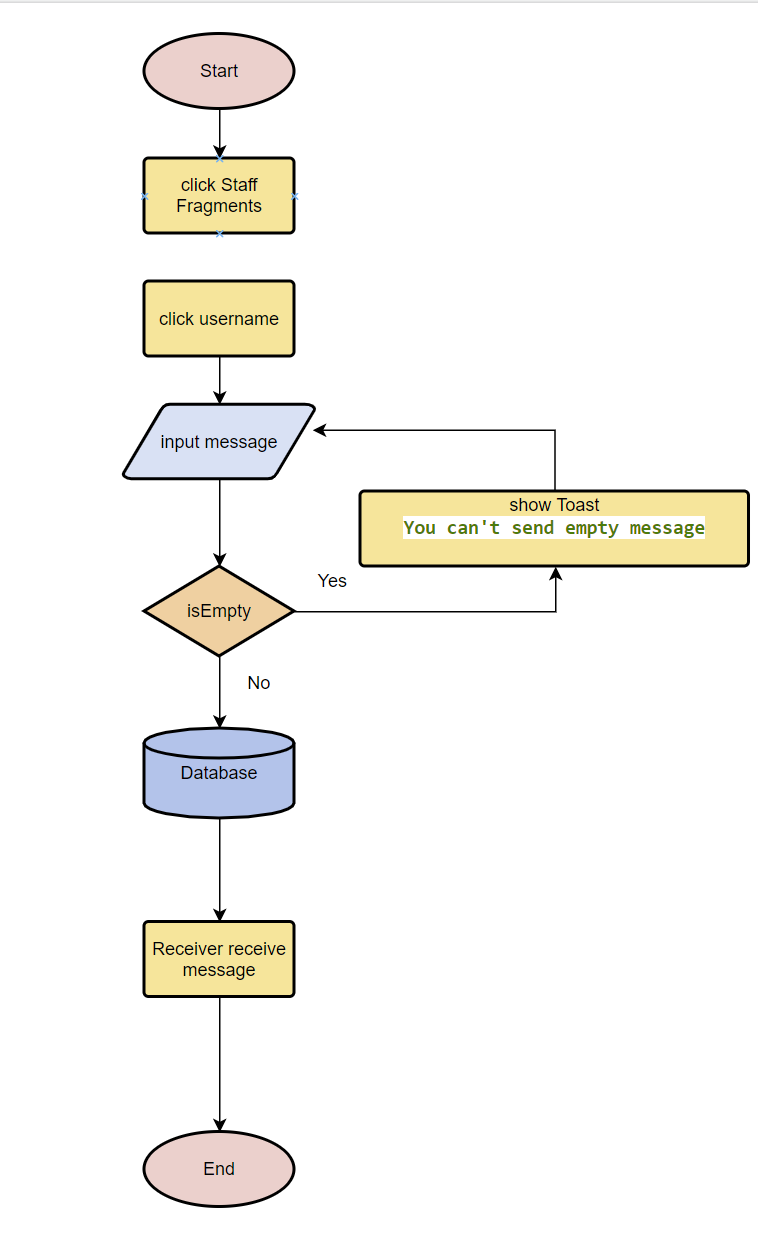 Start
click Staff
Fragments
click username
input message
show Toast
You can't send empty message
Yes
isEmpty
No
Database
Receiver receive
message
End